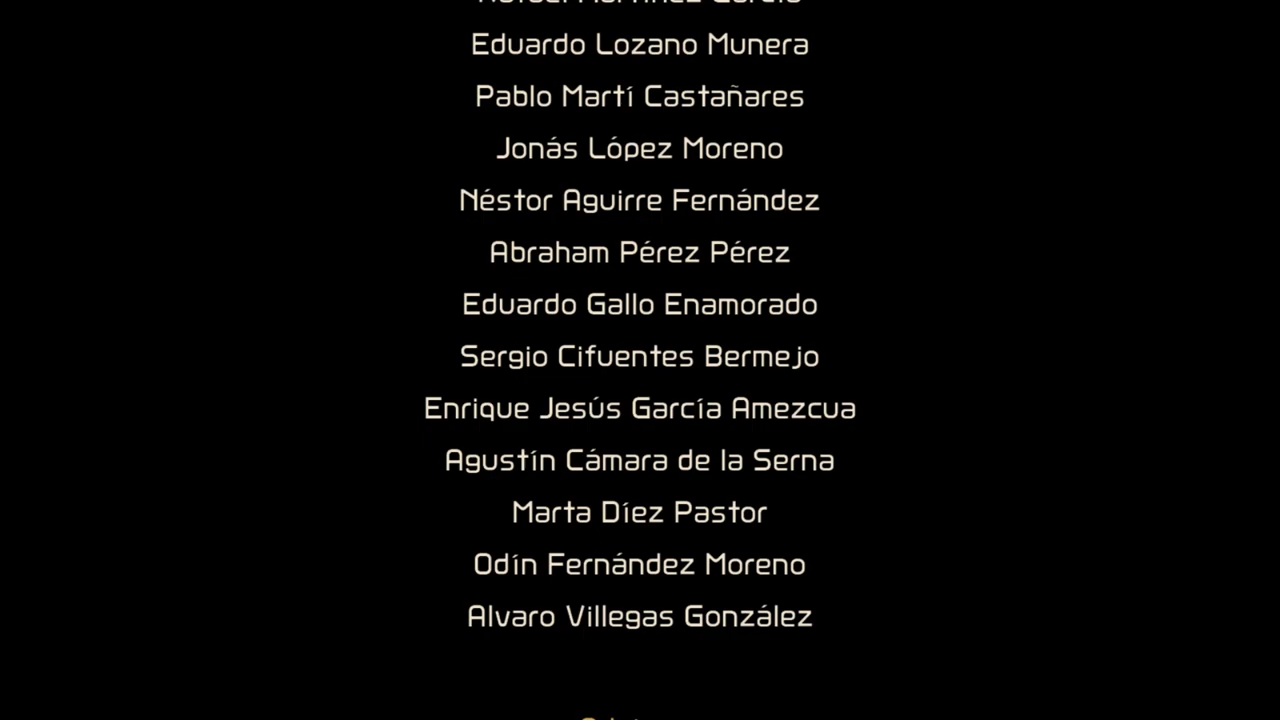 Eduardo Lozano Munera
Pablo Martí Castañares
Jonás López Moreno
Néstor Aguirre Fernández
Abraham Pérez Pérez
Eduardo Gallo Enamorado
Sergio Cifuentes Bermejo
Enrique Jesús García Amezcua
Agustín Cámara de la Serna
Marta Díez Pastor
Odín Fernández Moreno
Alvaro Villegas González